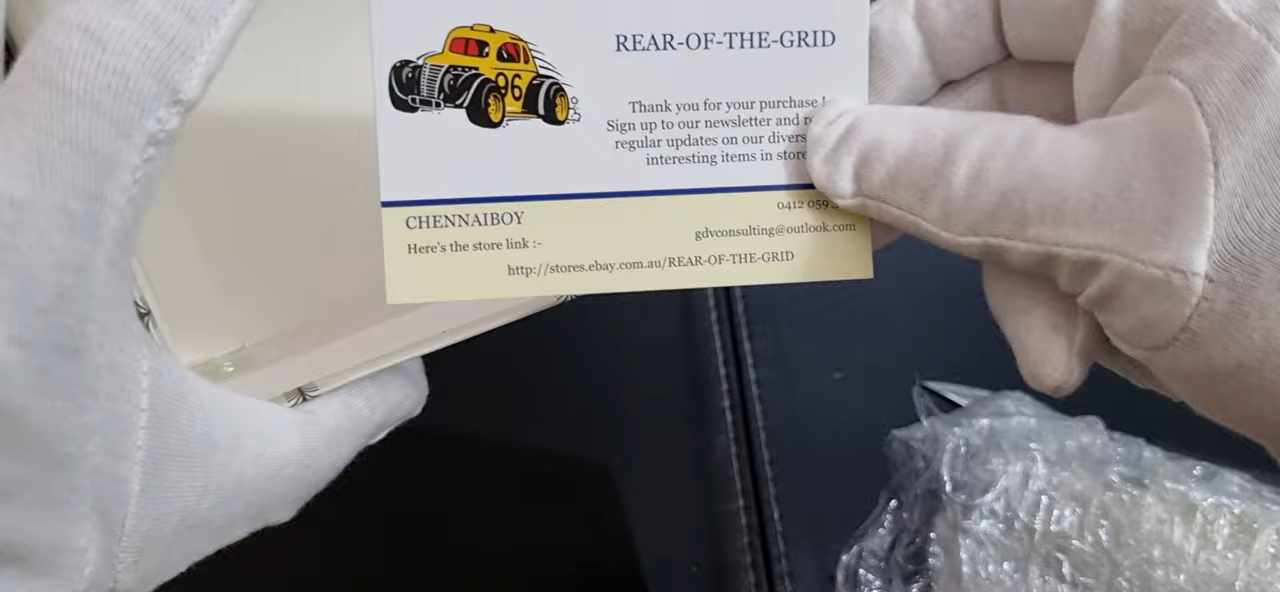 REAR-OF-THE-GRID
96
Thank you for your purchase !
Sign up to our newsletter and
regular updates on our
interesting items in store
CHENNAIBOY
0412 059
Here's the store link :-
gdvconsulting@outlook.com
http://stores.ebay.com.au/REAR-OF-THE-GRID